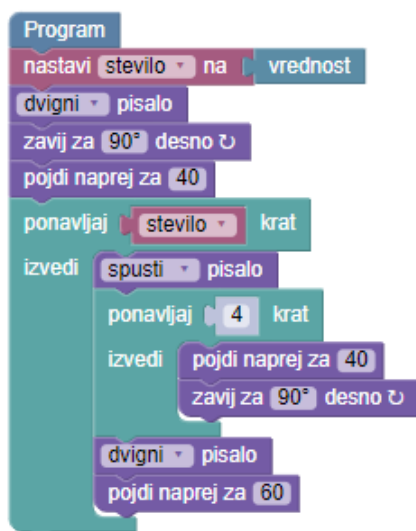 Program
nastavi stevilo na vrednost
dvigni pisalo
zavij za 90° desno ↻
pojdi naprej za 40
ponavljaj stevilo krat
izvedi spusti pisalo
ponavljaj 4 krat
izvedi pojdi naprej za 40
zavij za 90° desno ↻
dvigni pisalo
pojdi naprej za 60